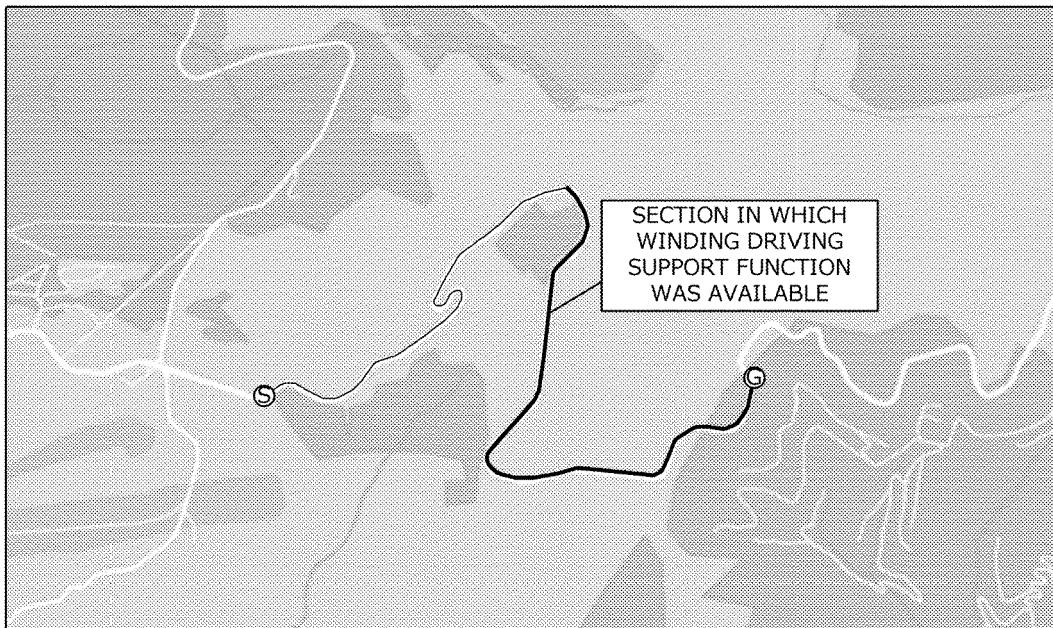 SECTION IN WHICH
WINDING DRIVING
SUPPORT FUNCTION
WAS AVAILABLE
G
S